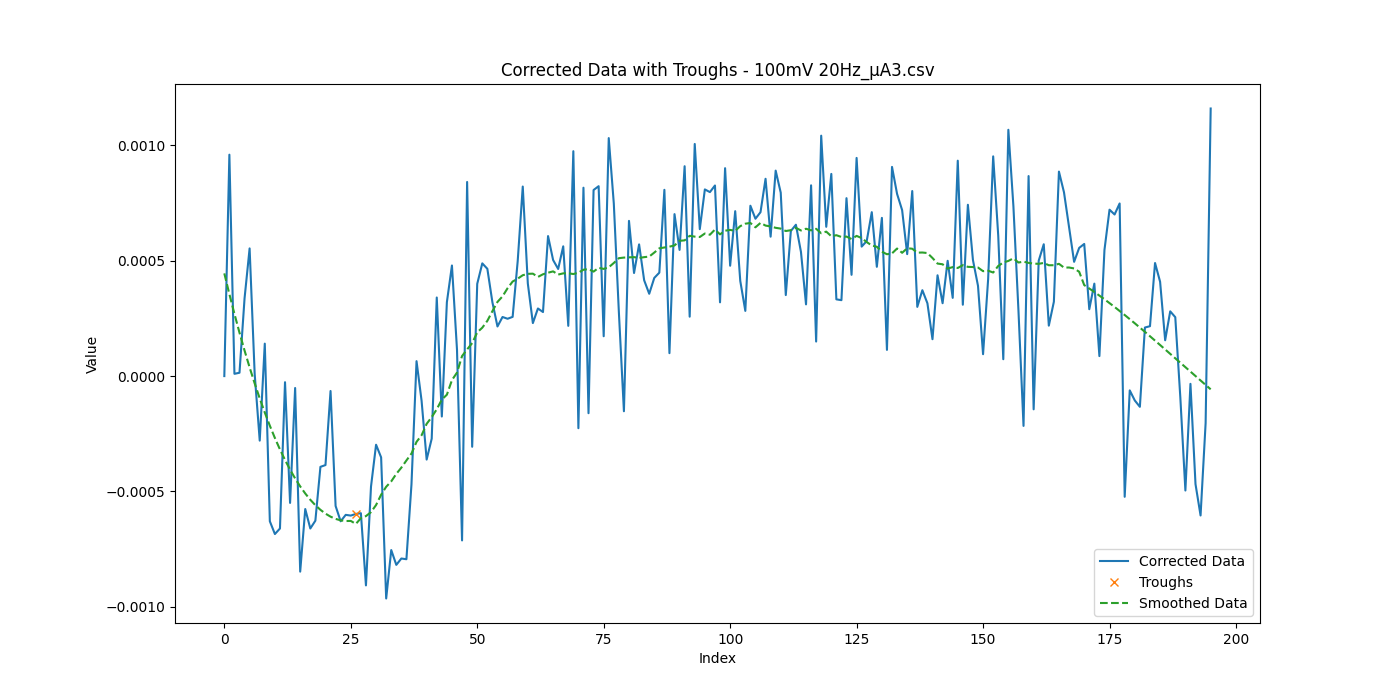 Corrected Data with Troughs - 100mV 20Hz_μA3.csv
Value
0.0010
0.0005
0.0000
−0.0005
−0.0010
Corrected Data
Troughs
Smoothed Data
0 25 50 75 100 125 150 175 200
Index